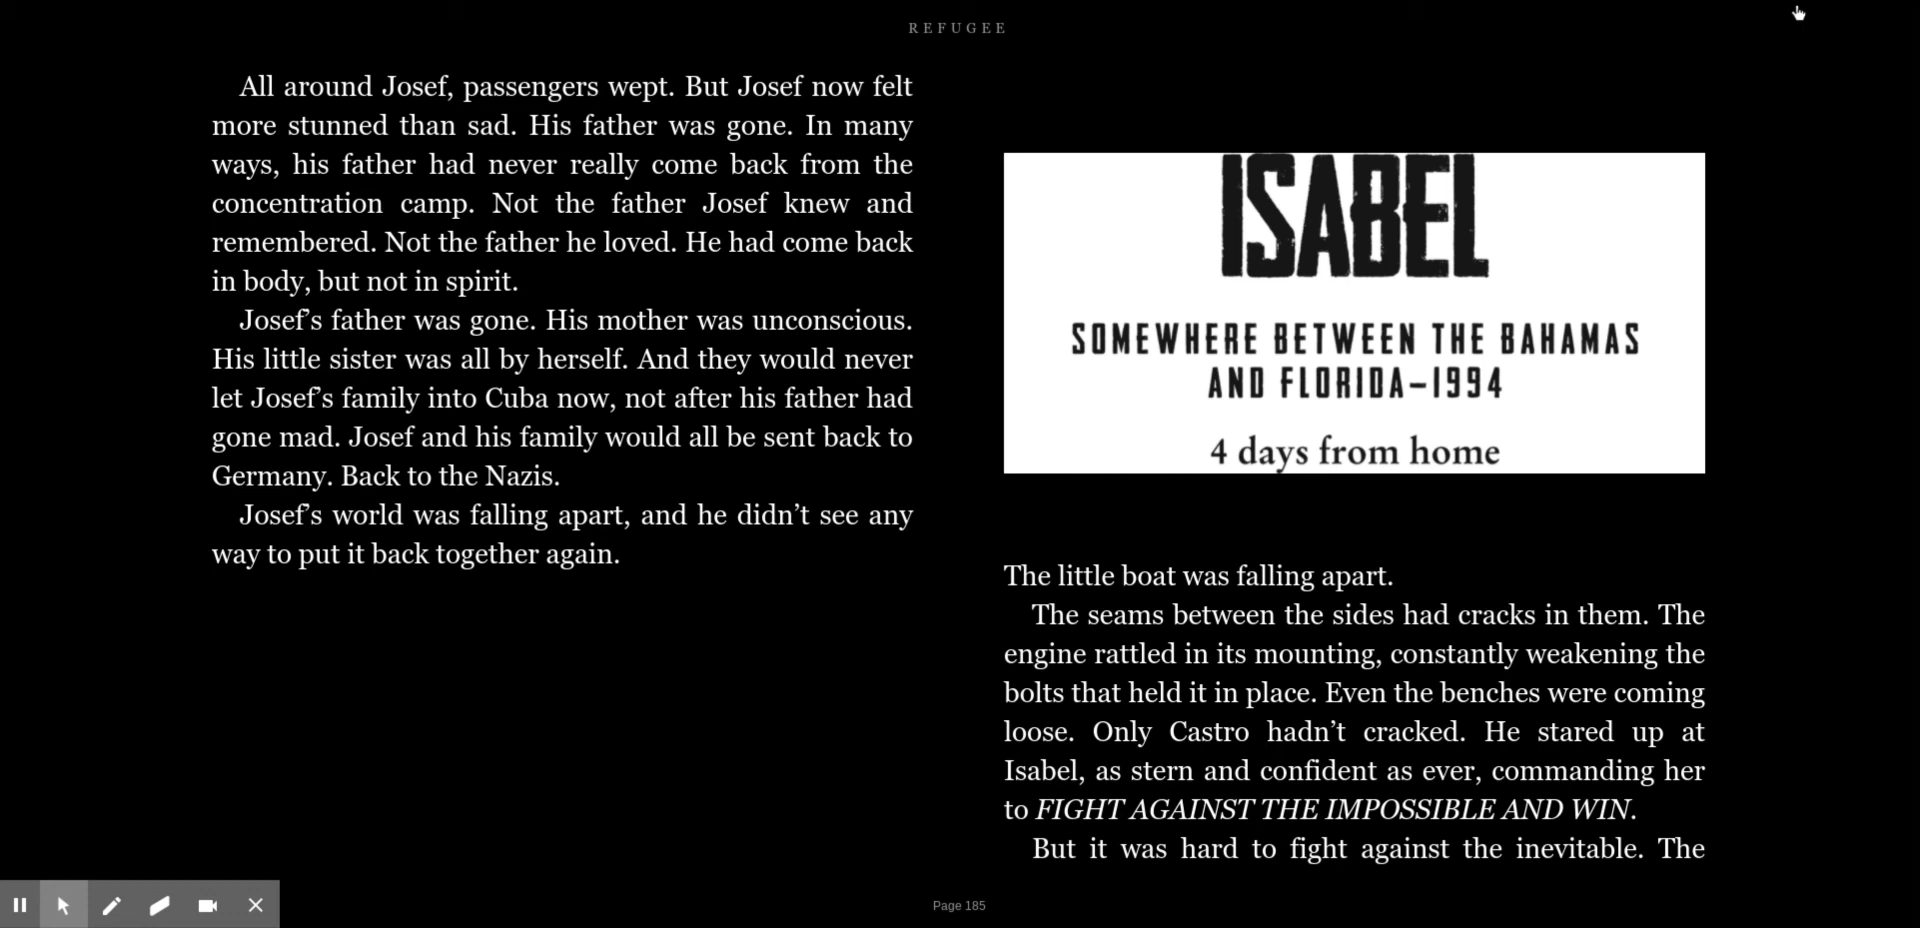 REFUGEE
All around Josef, passengers wept. But Josef now felt
more stunned than sad. His father was gone. In many
ways, his father had never really come back from the
concentration camp. Not the father Josef knew and
remembered. Not the father he loved. He had come back
in body, but not in spirit.
Josef’s father was gone. His mother was unconscious.
His little sister was all by herself. And they would never
let Josef’s family into Cuba now, not after his father had
gone mad. Josef and his family would all be sent back to
Germany. Back to the Nazis.
Josef’s world was falling apart, and he didn’t see any
way to put it back together again.
ISABEL
SOMEWHERE BETWEEN THE BAHAMAS
AND FLORIDA–1994
4 days from home
The little boat was falling apart.
The seams between the sides had cracks in them. The
engine rattled in its mounting, constantly weakening the
bolts that held it in place. Even the benches were coming
loose. Only Castro hadn’t cracked. He stared up at
Isabel, as stern and confident as ever, commanding her
to FIGHT AGAINST THE IMPOSSIBLE AND WIN.
But it was hard to fight against the inevitable. The
Page 185